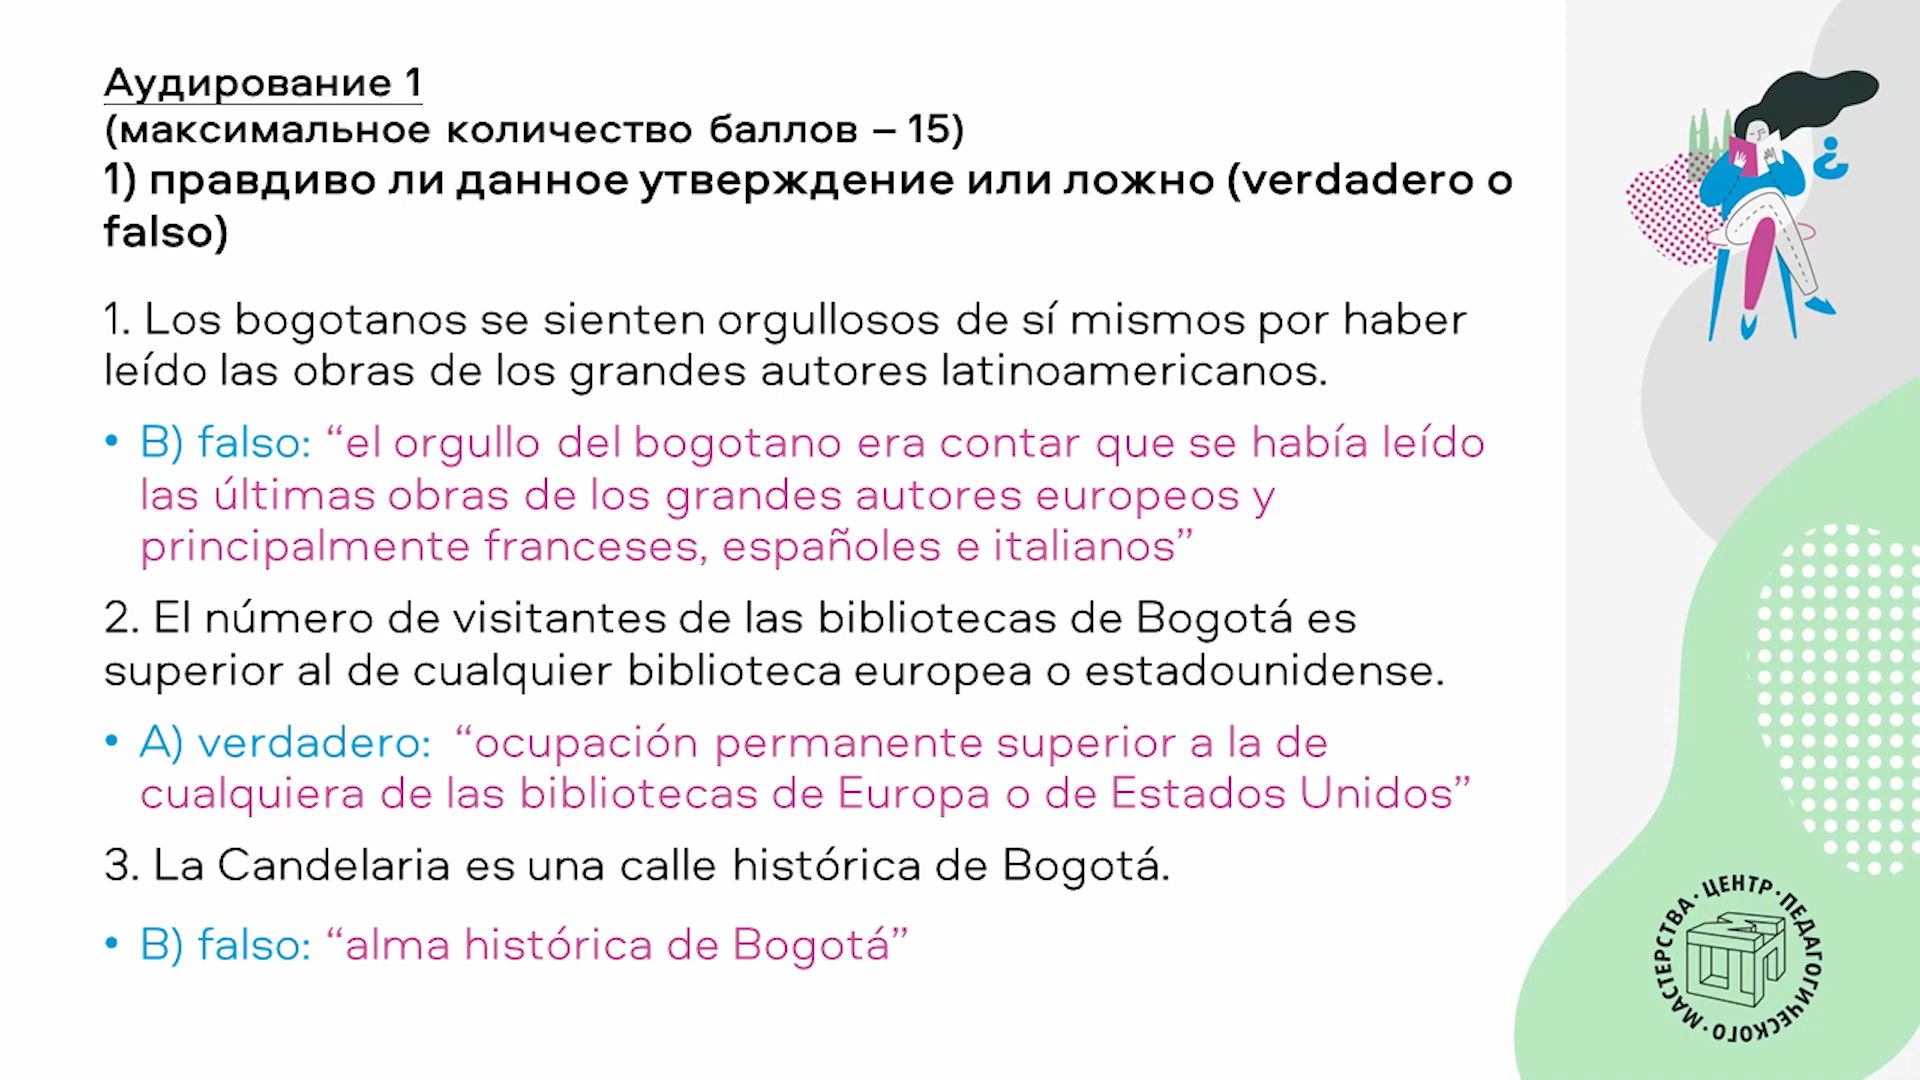 Аудирование 1
(максимальное количество баллов – 15)
1) правдиво ли данное утверждение или ложно (verdadero o
falso)
1. Los bogotanos se sienten orgullosos de sí mismos por haber
leído las obras de los grandes autores latinoamericanos.
• B) falso: “el orgullo del bogotano era contar que se había leído
las últimas obras de los grandes autores europeos y
principalmente franceses, españoles e italianos”
2. El número de visitantes de las bibliotecas de Bogotá es
superior al de cualquier biblioteca europea o estadounidense.
• A) verdadero: “ocupación permanente superior a la de
cualquiera de las bibliotecas de Europa o de Estados Unidos”
3. La Candelaria es una calle histórica de Bogotá.
• B) falso: “alma histórica de Bogotá”
¿
ЦЕНТР · ПЕДАГОГИЧЕСКОГО · МАСТЕРСТВА ·
ЦПМ